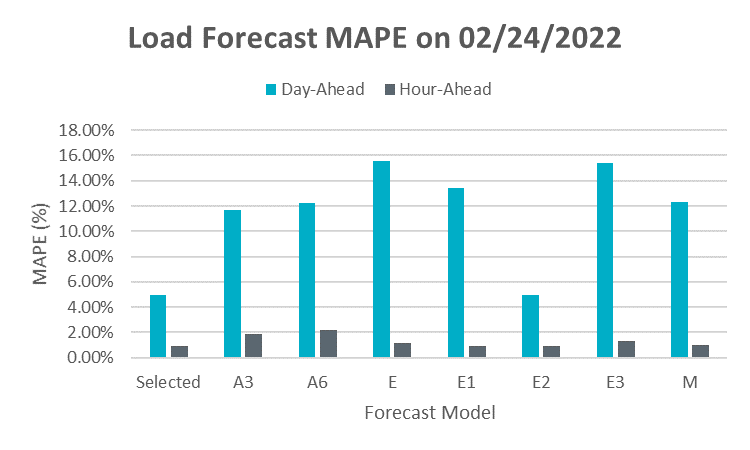 Load Forecast MAPE on 02/24/2022
Day-Ahead Hour-Ahead
18.00%
16.00%
14.00%
12.00%
10.00%
8.00%
6.00%
4.00%
2.00%
0.00%
MAPE (%)
Selected A3 A6 E E1 E2 E3 M
Forecast Model